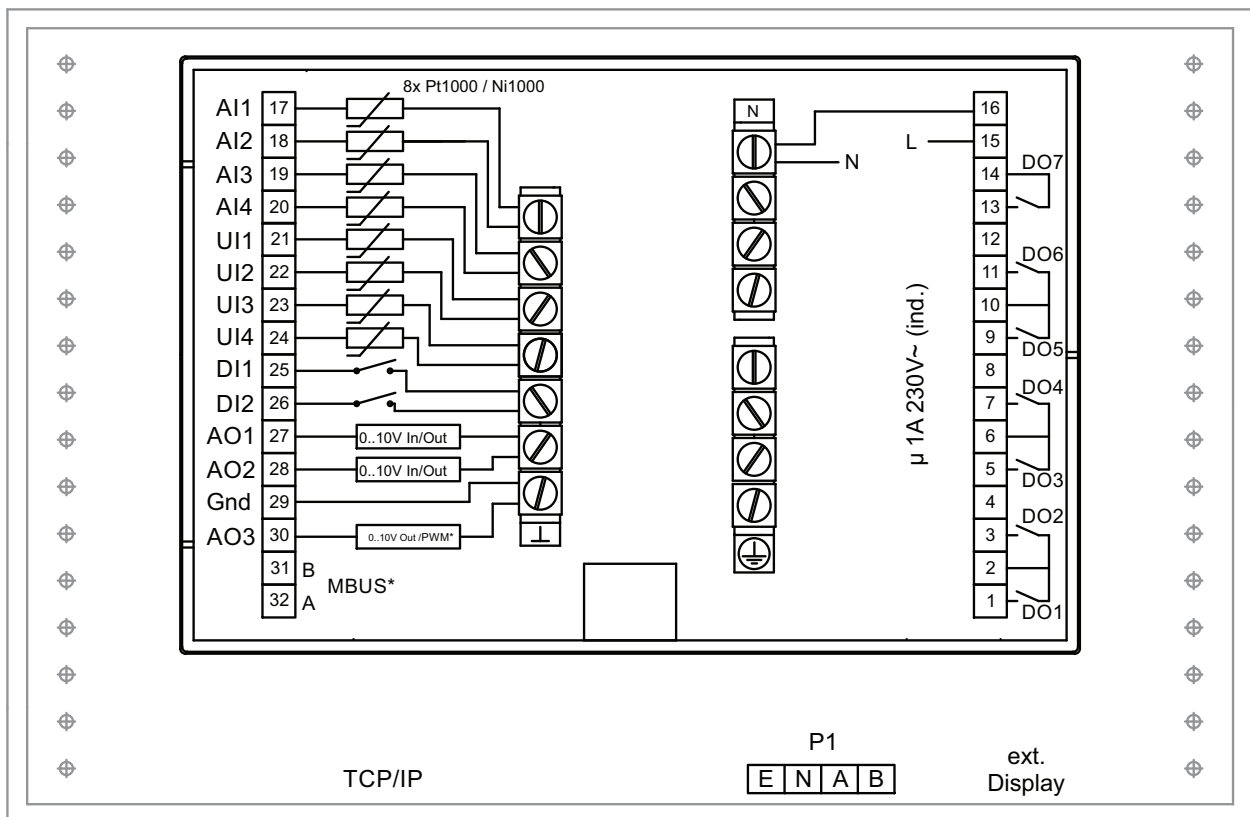 8x Pt1000 / Ni1000
AI1 17
AI2 18
AI3 19
AI4 20
UI1 21
UI2 22
UI3 23
UI4 24
DI1 25
DI2 26
AO1 27 0..10V In/Out
AO2 28 0..10V In/Out
Gnd 29
AO3 30 0..10V Out /PWM*
31 B
MBUS*
32 A
N
N
L
µ 1A 230V~ (ind.)
16
15
14 DO7
13
12
11 DO6
10
9 DO5
8
7 DO4
6
5 DO3
4
3 DO2
2
1 DO1
TCP/IP
P1
E N A B
ext.
Display